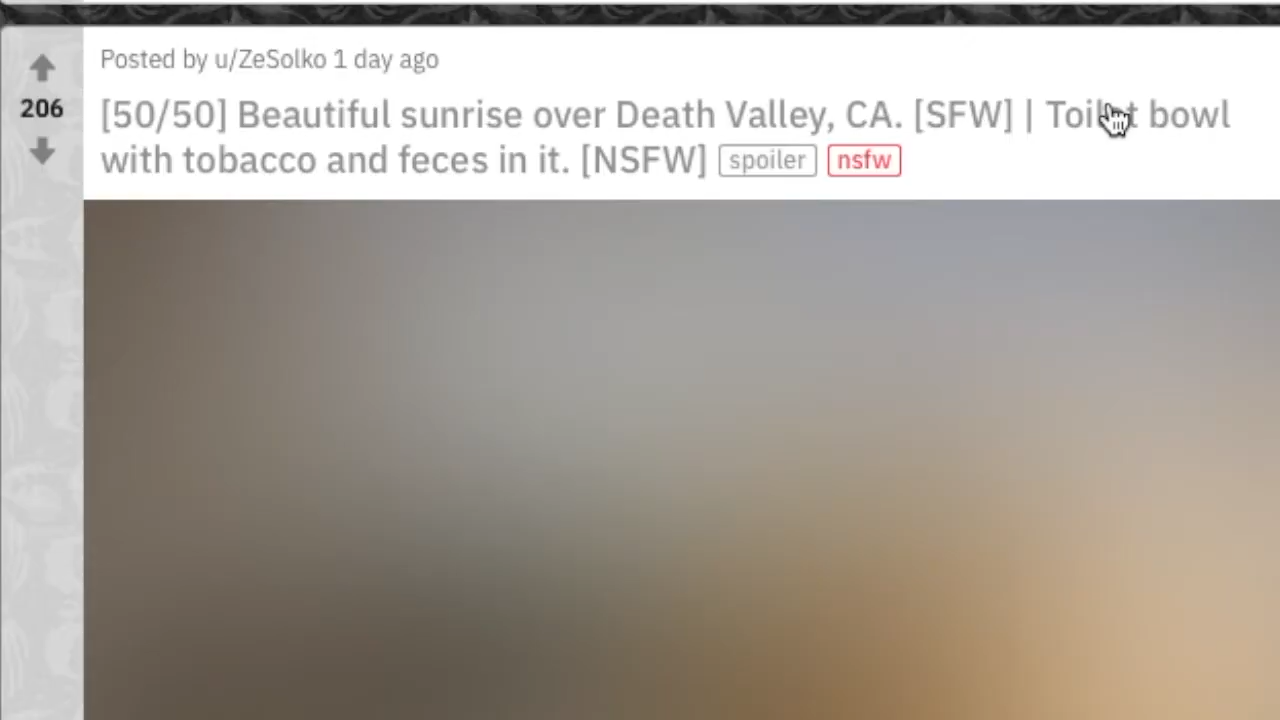 Posted by u/ZeSolko 1 day ago
206
[50/50] Beautiful sunrise over Death Valley, CA. [SFW] | Toilet bowl
with tobacco and feces in it. [NSFW] spoiler nsfw